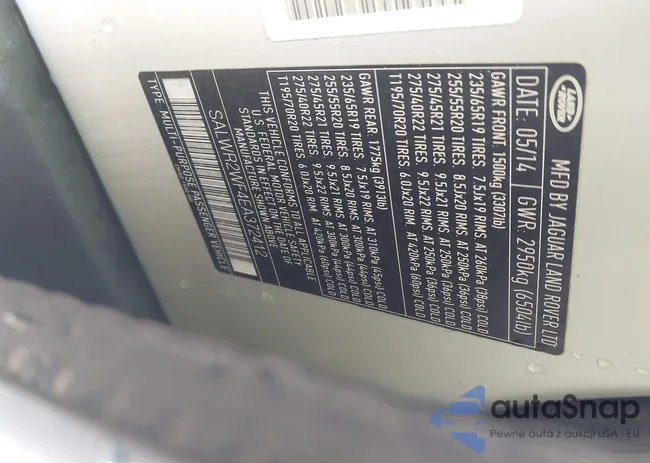 LAND ROVER
MFD BY JAGUAR LAND ROVER LTD
DATE: 05/14 GWR: 2950kg (6504lb)
GAWR FRONT: 1500kg (3307lb)
235/65R19 TIRES, 7.5Jx19 RIMS, AT 260kPa (38psi) COLD
255/55R20 TIRES, 8.5Jx20 RIMS, AT 250kPa (36psi) COLD
275/45R21 TIRES, 9.5Jx21 RIMS, AT 250kPa (36psi) COLD
275/40R22 TIRES, 9.5Jx22 RIMS, AT 250kPa (36psi) COLD
T195/70R20 TIRES, 6.0Jx20 RIM, AT 420kPa (60psi) COLD
GAWR REAR: 1775kg (3913lb)
235/65R19 TIRES, 7.5Jx19 RIMS, AT 310kPa (45psi) COLD
255/55R20 TIRES, 8.5Jx20 RIMS, AT 300kPa (44psi) COLD
275/45R21 TIRES, 9.5Jx21 RIMS, AT 300kPa (44psi) COLD
275/40R22 TIRES, 9.5Jx22 RIMS, AT 300kPa (44psi) COLD
T195/70R20 TIRES, 6.0Jx20 RIM, AT 420kPa (60psi) COLD
THIS VEHICLE CONFORMS TO ALL APPLICABLE
U.S. FEDERAL MOTOR VEHICLE SAFETY
STANDARDS IN EFFECT ON THE DATE OF
MANUFACTURE SHOWN ABOVE
SALWR2WF4EA372412
TYPE: MULTI-PURPOSE PASSENGER VEHICLE
autoSnap
Pewne auta z aukcji USA - EU